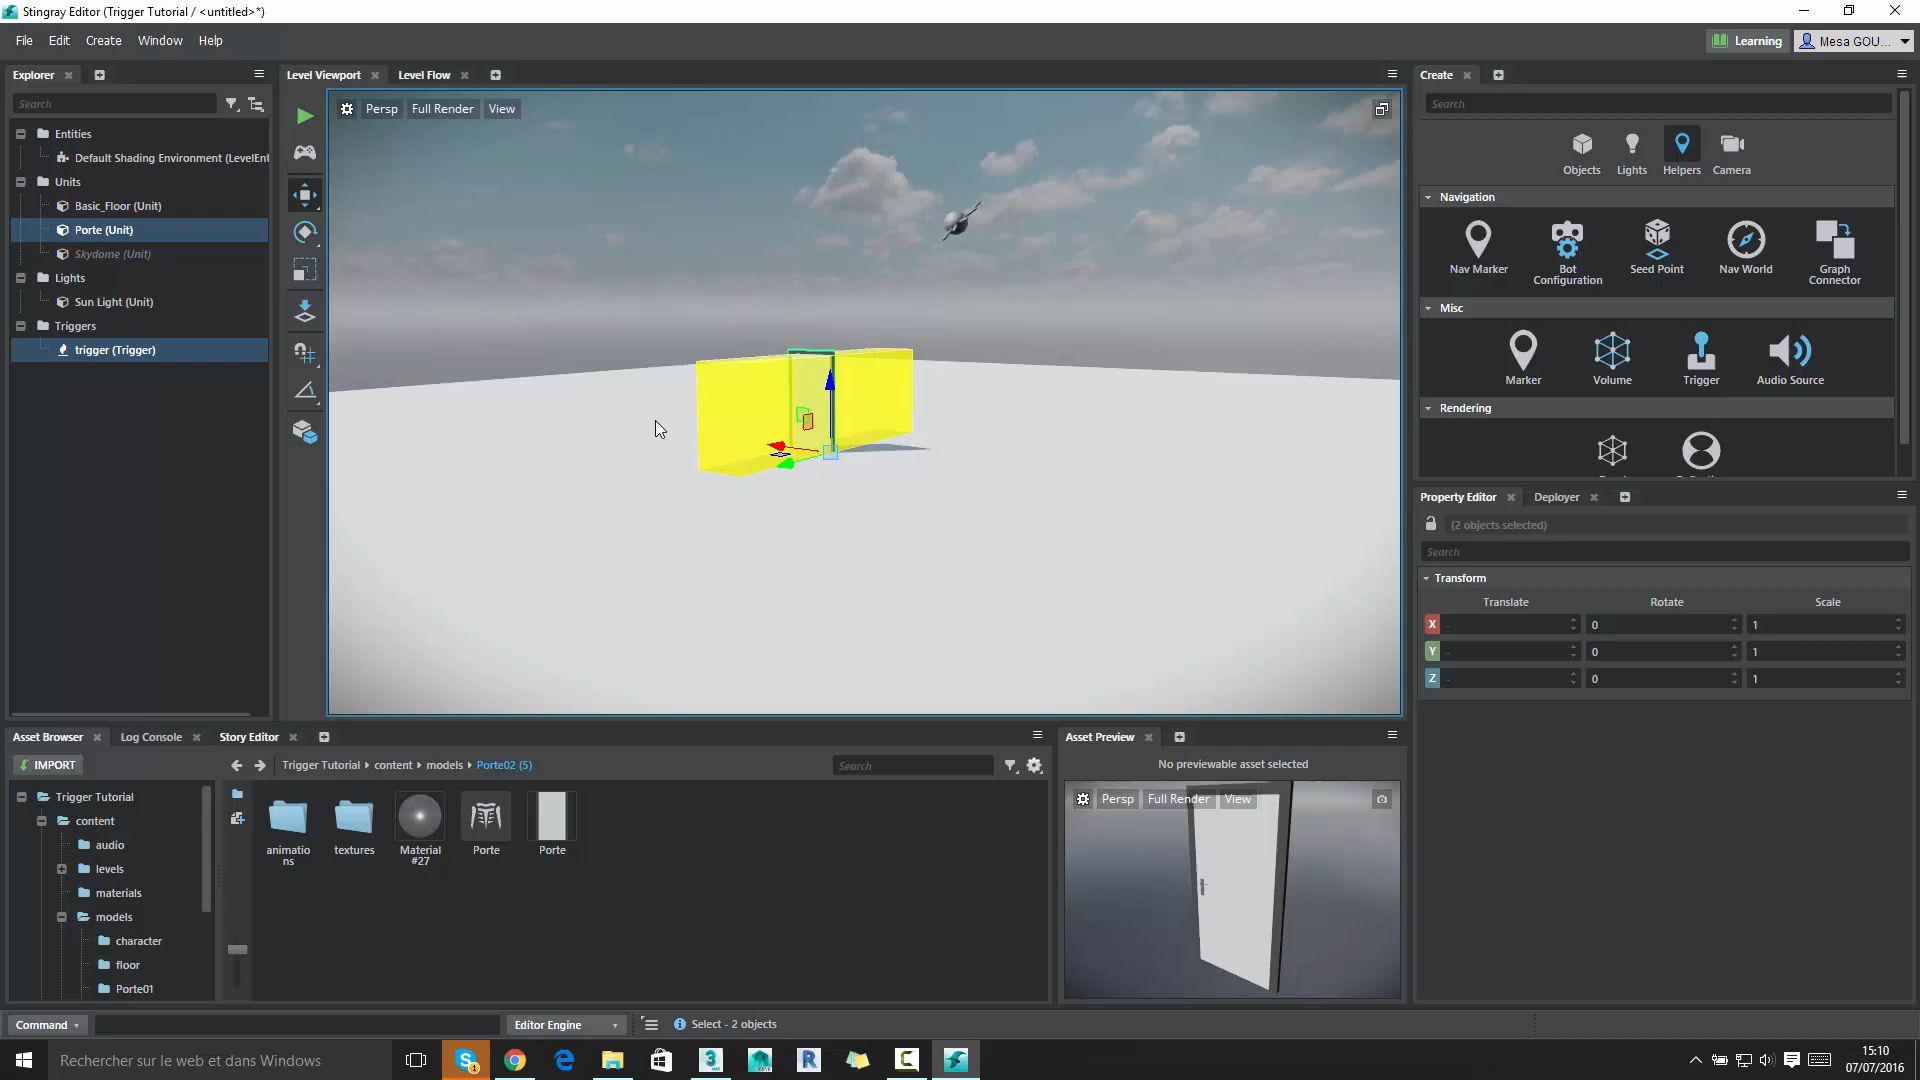 Stingray Editor (Trigger Tutorial / <untitled>*)
File Edit Create Window Help
Learning Mesa GOU...
Explorer
Search
Entities
Default Shading Environment (LevelEnt
Units
Basic_Floor (Unit)
Porte (Unit)
Skydome (Unit)
Lights
Sun Light (Unit)
Triggers
trigger (Trigger)
Level Viewport Level Flow
Persp Full Render View
Create
Search
Objects Lights Helpers Camera
Navigation
Nav Marker Bot Configuration Seed Point Nav World Graph Connector
Misc
Marker Volume Trigger Audio Source
Rendering
Property Editor Deployer
(2 objects selected)
Search
Transform
Translate Rotate Scale
X 0 1
Y 0 1
Z 0 1
Asset Browser Log Console Story Editor
IMPORT
Trigger Tutorial content models Porte02 (5)
Search
Trigger Tutorial
content
audio
levels
materials
models
character
floor
Porte01
animatio
ns
textures
Material
#27
Porte
Porte
Asset Preview
No previewable asset selected
Persp Full Render View
Command
Editor Engine
Select - 2 objects
Rechercher sur le web et dans Windows
15:10
07/07/2016